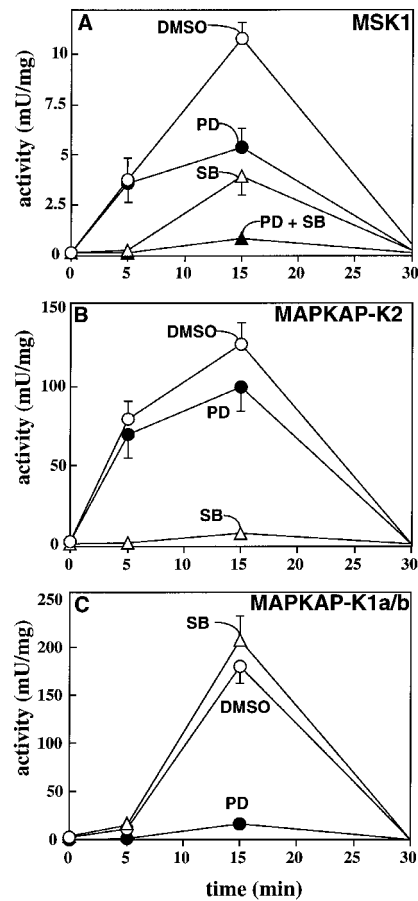 A
MSK1
DMSO
PD
SB
PD + SB
activity (mU/mg)
10
7.5
5
2.5
0
0 5 10 15 20 25 30
B
MAPKAP-K2
DMSO
PD
SB
activity (mU/mg)
150
100
50
0
0 5 10 15 20 25 30
C
MAPKAP-K1a/b
SB
DMSO
PD
activity (mU/mg)
250
200
150
100
50
0
0 5 10 15 20 25 30
time (min)